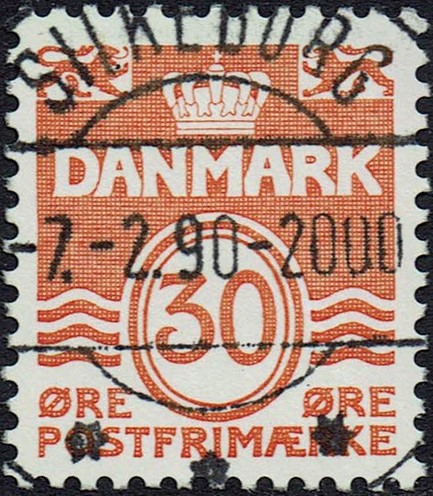 SILKEBORG
DANMARK
-7.-2.90-2000
30
ØRE ØRE
POSTFRIMÆRKE